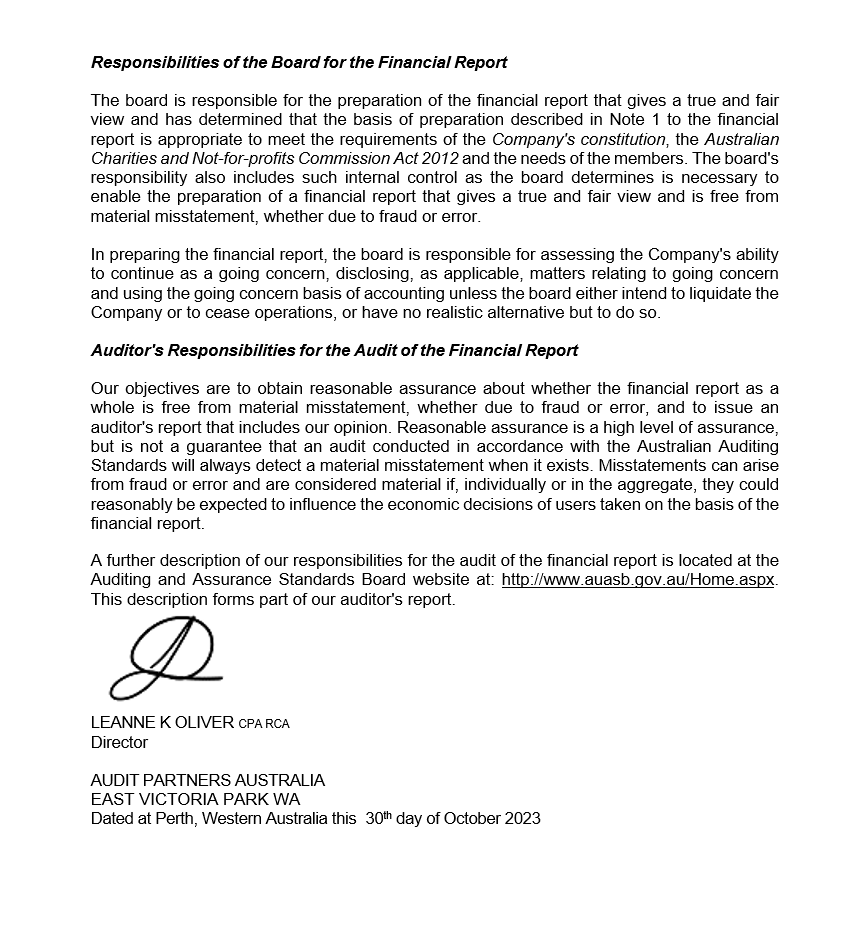 Responsibilities of the Board for the Financial Report
The board is responsible for the preparation of the financial report that gives a true and fair
view and has determined that the basis of preparation described in Note 1 to the financial
report is appropriate to meet the requirements of the Company's constitution, the Australian
Charities and Not-for-profits Commission Act 2012 and the needs of the members. The board's
responsibility also includes such internal control as the board determines is necessary to
enable the preparation of a financial report that gives a true and fair view and is free from
material misstatement, whether due to fraud or error.
In preparing the financial report, the board is responsible for assessing the Company's ability
to continue as a going concern, disclosing, as applicable, matters relating to going concern
and using the going concern basis of accounting unless the board either intend to liquidate the
Company or to cease operations, or have no realistic alternative but to do so.
Auditor's Responsibilities for the Audit of the Financial Report
Our objectives are to obtain reasonable assurance about whether the financial report as a
whole is free from material misstatement, whether due to fraud or error, and to issue an
auditor's report that includes our opinion. Reasonable assurance is a high level of assurance,
but is not a guarantee that an audit conducted in accordance with the Australian Auditing
Standards will always detect a material misstatement when it exists. Misstatements can arise
from fraud or error and are considered material if, individually or in the aggregate, they could
reasonably be expected to influence the economic decisions of users taken on the basis of the
financial report.
A further description of our responsibilities for the audit of the financial report is located at the
Auditing and Assurance Standards Board website at: http://www.auasb.gov.au/Home.aspx.
This description forms part of our auditor's report.
LEANNE K OLIVER CPA RCA
Director
AUDIT PARTNERS AUSTRALIA
EAST VICTORIA PARK WA
Dated at Perth, Western Australia this 30th day of October 2023